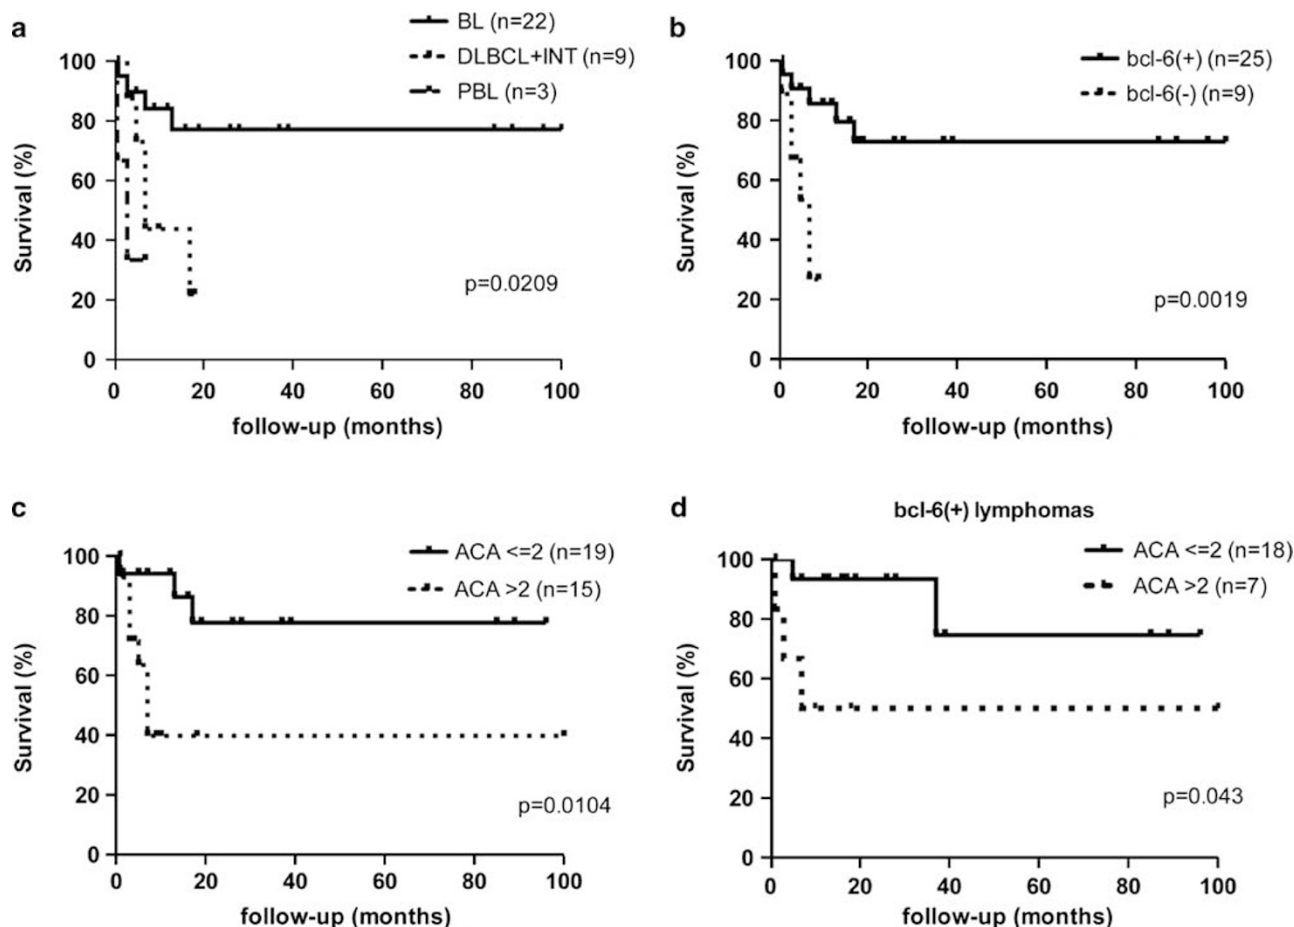 a
BL (n=22)
DLBCL+INT (n=9)
PBL (n=3)
100
80
60
40
20
0
Survival (%)
p=0.0209
0 20 40 60 80 100
follow-up (months)
b
bcl-6(+) (n=25)
bcl-6(-) (n=9)
100
80
60
40
20
0
Survival (%)
p=0.0019
0 20 40 60 80 100
follow-up (months)
c
ACA <=2 (n=19)
ACA >2 (n=15)
100
80
60
40
20
0
Survival (%)
p=0.0104
0 20 40 60 80 100
follow-up (months)
d
bcl-6(+) lymphomas
ACA <=2 (n=18)
ACA >2 (n=7)
100
80
60
40
20
0
Survival (%)
p=0.043
0 20 40 60 80 100
follow-up (months)